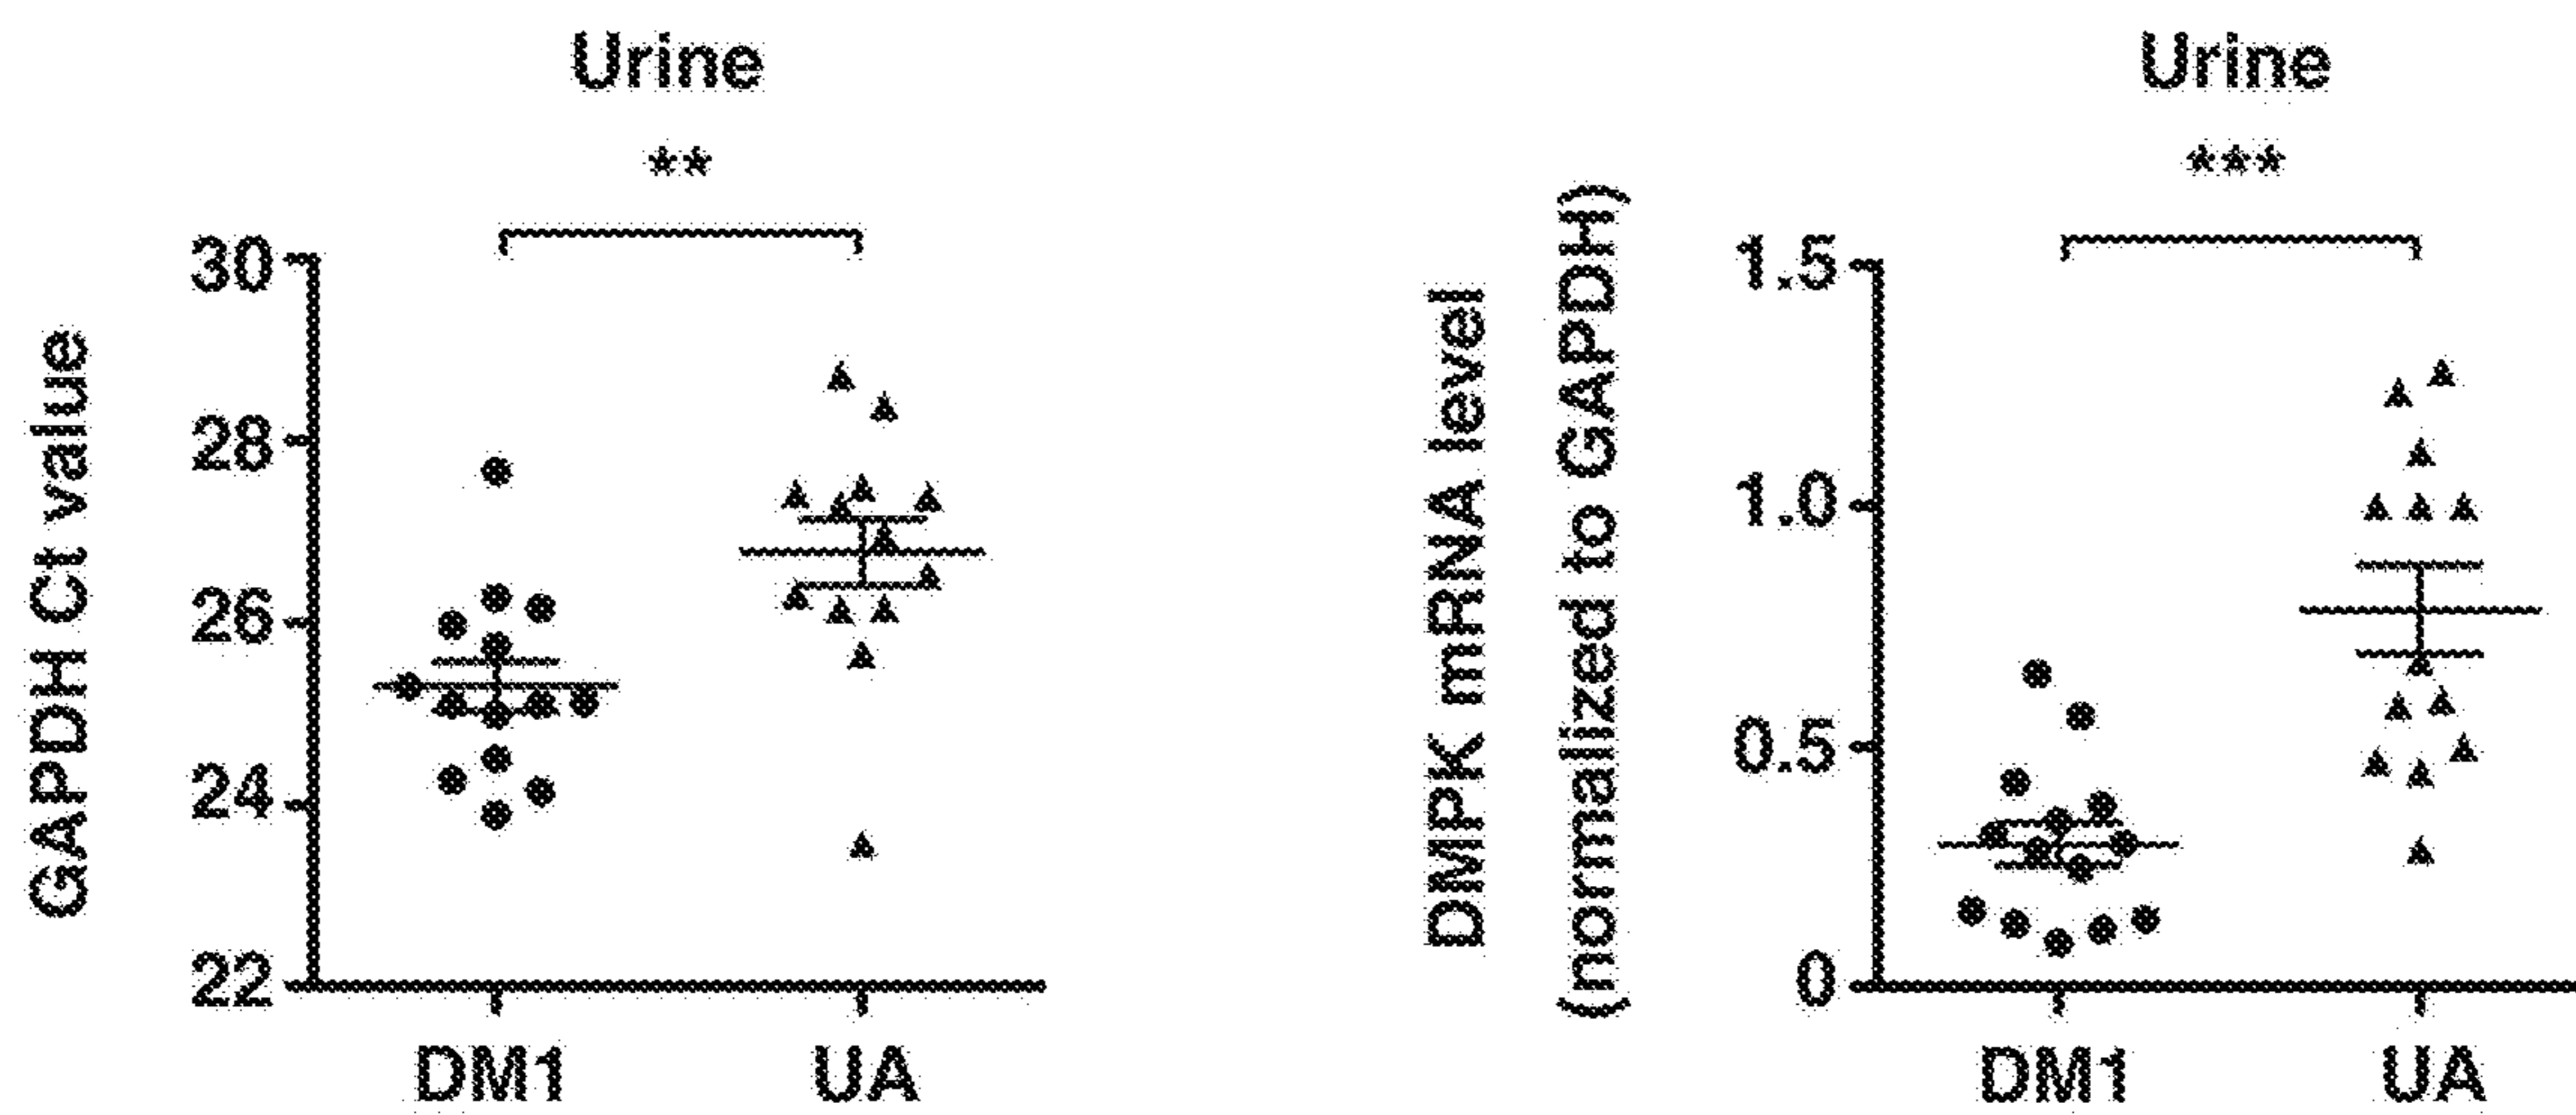 Urine
**
GAPDH Ct value
30
28
26
24
22
DM1
UA
Urine
***
DMPK mRNA level
(normalized to GAPDH)
1.5
1.0
0.5
0
DM1
UA